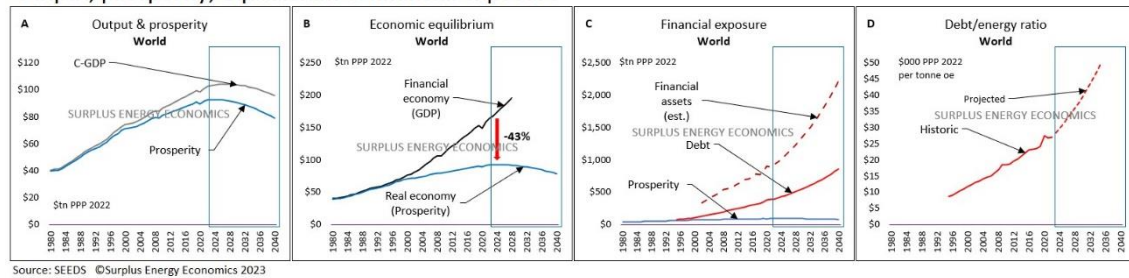 A
Output & prosperity
World
$120
$100
$80
$60
$40
$20
$0
C-GDP
SURPLUS ENERGY ECONOMICS
Prosperity
$tn PPP 2022
1980
1984
1988
1992
1996
2000
2004
2008
2012
2016
2020
2024
2028
2032
2036
2040
B
Economic equilibrium
World
$tn PPP 2022
$250
$200
$150
$100
$50
$0
Financial
economy
(GDP)
-43%
SURPLUS ENERGY ECONOMICS
Real economy
(Prosperity)
1980
1984
1988
1992
1996
2000
2004
2008
2012
2016
2020
2024
2028
2032
2036
2040
C
Financial exposure
World
$tn PPP 2022
$2,500
$2,000
$1,500
$1,000
$500
$0
Financial
assets
(est.)
SURPLUS ENERGY ECONOMICS
Debt
Prosperity
1980
1984
1988
1992
1996
2000
2004
2008
2012
2016
2020
2024
2028
2032
2036
2040
D
Debt/energy ratio
World
$000 PPP 2022
per tonne oe
$50
$45
$40
$35
$30
$25
$20
$15
$10
$5
$0
Projected
SURPLUS ENERGY ECONOMICS
Historic
1980
1984
1988
1992
1996
2000
2004
2008
2012
2016
2020
2024
2028
2032
2036
2040
Source: SEEDS ©Surplus Energy Economics 2023